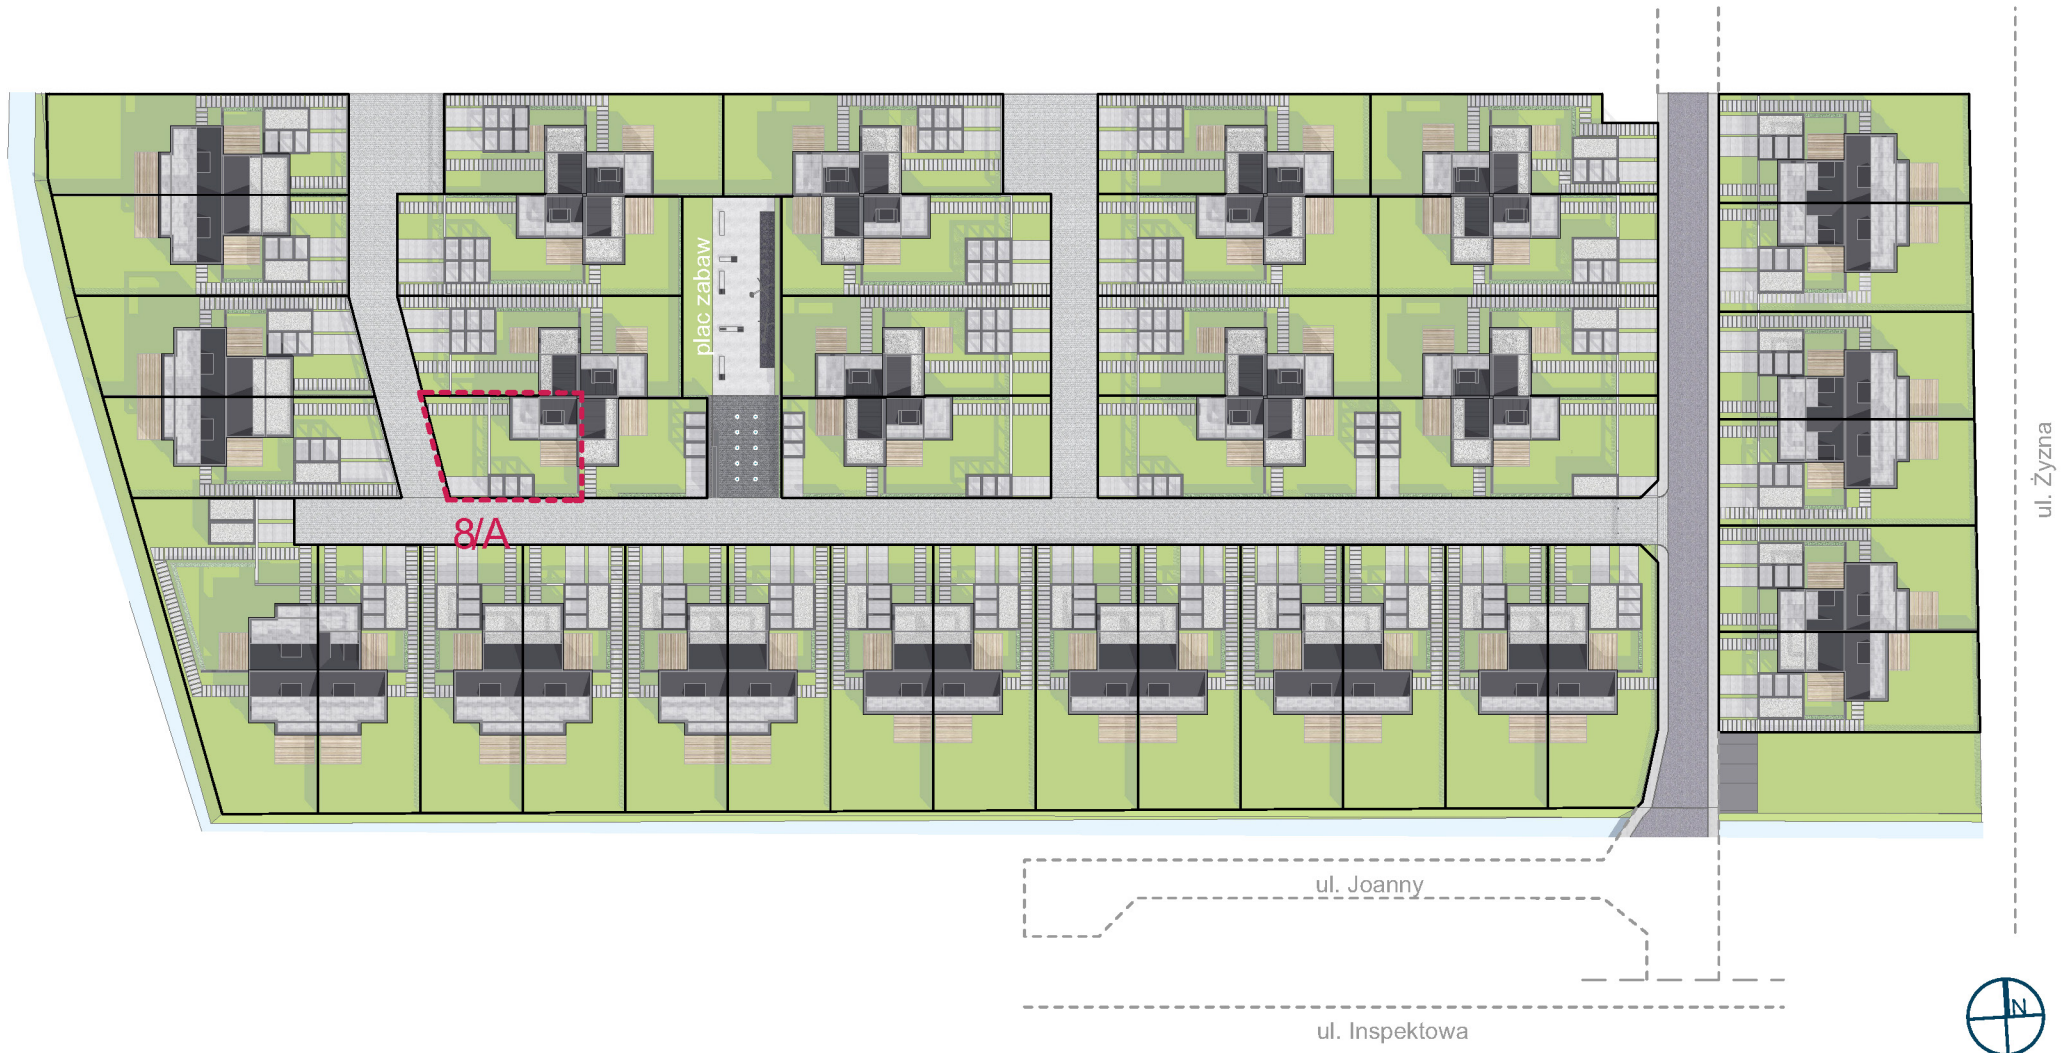 plac zabaw
8/A
ul. Żyzna
ul. Joanny
ul. Inspektowa
N